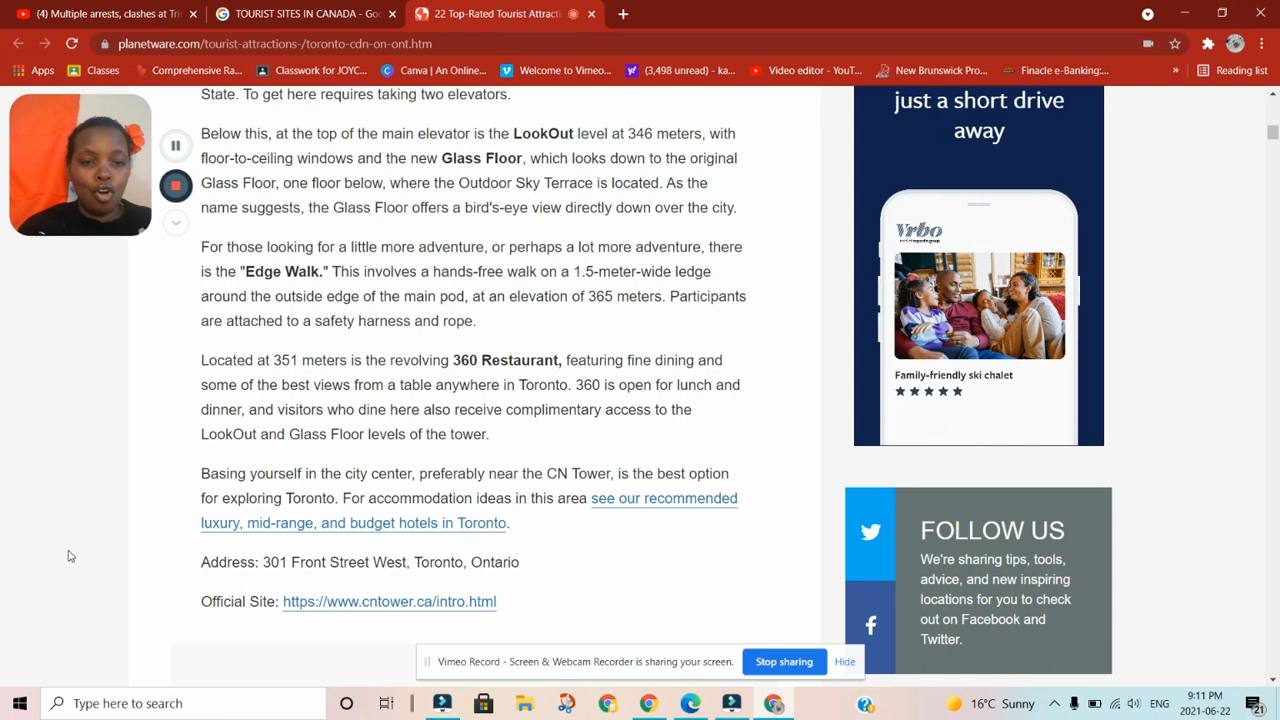 (4) Multiple arrests, clashes at Tri
TOURIST SITES IN CANADA - Goo
22 Top-Rated Tourist Attracti
planetware.com/tourist-attractions-/toronto-cdn-on-ont.htm
Apps
Classes
Comprehensive Ra...
Classwork for JOYC...
Canva | An Online...
Welcome to Vimeo...
(3,498 unread) - ka...
Video editor - YouT...
New Brunswick Pro...
Finacle e-Banking:...
»
Reading list
State. To get here requires taking two elevators.
Below this, at the top of the main elevator is the LookOut level at 346 meters, with
floor-to-ceiling windows and the new Glass Floor, which looks down to the original
Glass Floor, one floor below, where the Outdoor Sky Terrace is located. As the
name suggests, the Glass Floor offers a bird's-eye view directly down over the city.
For those looking for a little more adventure, or perhaps a lot more adventure, there
is the "Edge Walk." This involves a hands-free walk on a 1.5-meter-wide ledge
around the outside edge of the main pod, at an elevation of 365 meters. Participants
are attached to a safety harness and rope.
Located at 351 meters is the revolving 360 Restaurant, featuring fine dining and
some of the best views from a table anywhere in Toronto. 360 is open for lunch and
dinner, and visitors who dine here also receive complimentary access to the
LookOut and Glass Floor levels of the tower.
Basing yourself in the city center, preferably near the CN Tower, is the best option
for exploring Toronto. For accommodation ideas in this area see our recommended
luxury, mid-range, and budget hotels in Toronto.
Address: 301 Front Street West, Toronto, Ontario
Official Site: https://www.cntower.ca/intro.html
just a short drive
away
Vrbo
Family-friendly ski chalet
FOLLOW US
We're sharing tips, tools,
advice, and new inspiring
locations for you to check
out on Facebook and
Twitter.
Vimeo Record - Screen & Webcam Recorder is sharing your screen.
Stop sharing
Hide
Type here to search
16°C Sunny
9:11 PM
2021-06-22
21